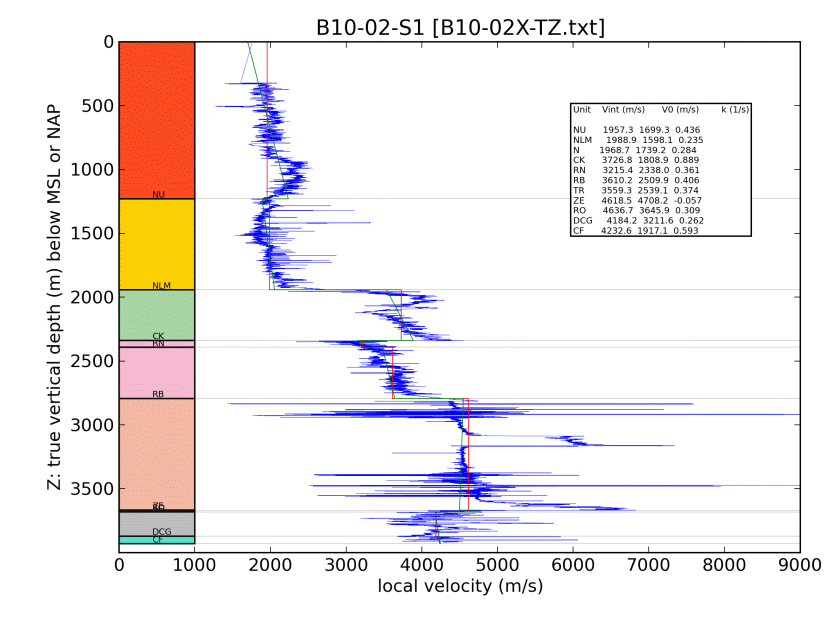 B10-02-S1 [B10-02X-TZ.txt]
0
500
1000
1500
2000
2500
3000
3500
Z: true vertical depth (m) below MSL or NAP
NU
NLM
CK
RN
RB
ZE
DCG
CF
Unit Vint (m/s) V0 (m/s) k (1/s)
NU 1957.3 1699.3 0.436
NLM 1988.9 1598.1 0.235
N 1968.7 1739.2 0.284
CK 3726.8 1808.9 0.889
RN 3215.4 2338.0 0.361
RB 3610.2 2509.9 0.406
TR 3559.3 2539.1 0.374
ZE 4618.5 4708.2 -0.057
RO 4636.7 3645.9 0.309
DCG 4184.2 3211.6 0.262
CF 4232.6 1917.1 0.593
0 1000 2000 3000 4000 5000 6000 7000 8000 9000
local velocity (m/s)